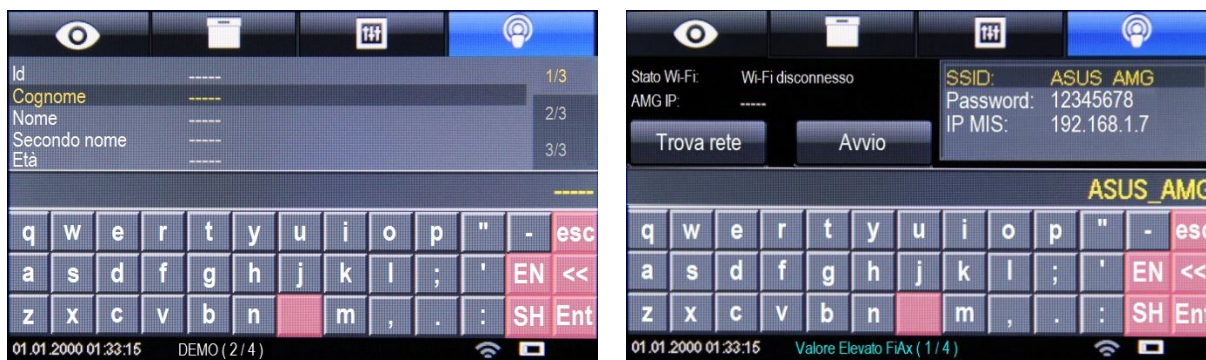 Id -----
1/3
Cognome -----
Nome -----
2/3
Secondo nome -----
Età -----
3/3
-----
q w e r t y u i o p " - esc
a s d f g h j k l ; ' EN <<
z x c v b n m , . : SH Ent
01.01.2000 01:33:15 DEMO ( 2 / 4 )
Stato Wi-Fi: Wi-Fi disconnesso
AMG IP: -----
Trova rete Avvio
SSID: ASUS AMG
Password: 12345678
IP MIS: 192.168.1.7
ASUS_AMG
q w e r t y u i o p " - esc
a s d f g h j k l ; ' EN <<
z x c v b n m , . : SH Ent
01.01.2000 01:33:15 Valore Elevato FiAx ( 1 / 4 )